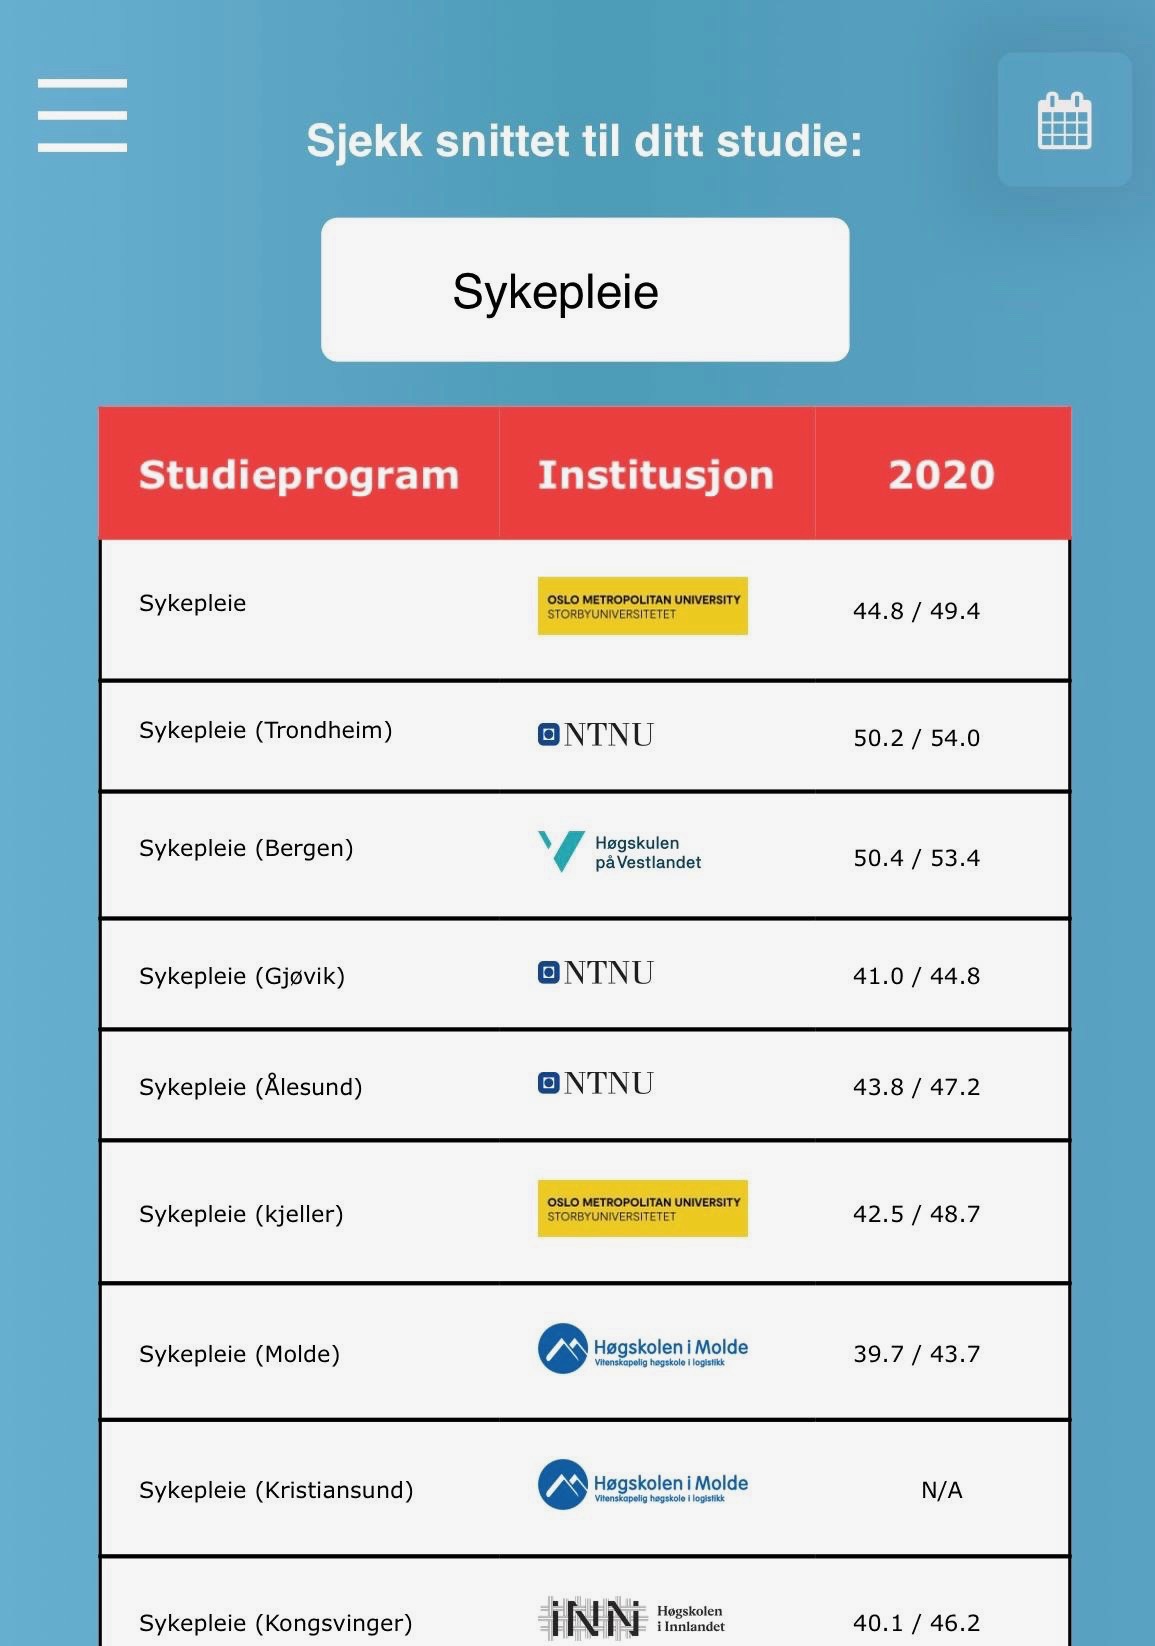 Sjekk snittet til ditt studie:
Sykepleie
Studieprogram Institusjon 2020
Sykepleie OSLO METROPOLITAN UNIVERSITY STORBYUNIVERSITETET 44.8 / 49.4
Sykepleie (Trondheim) NTNU 50.2 / 54.0
Sykepleie (Bergen) Høgskulen på Vestlandet 50.4 / 53.4
Sykepleie (Gjøvik) NTNU 41.0 / 44.8
Sykepleie (Ålesund) NTNU 43.8 / 47.2
Sykepleie (kjeller) OSLO METROPOLITAN UNIVERSITY STORBYUNIVERSITETET 42.5 / 48.7
Sykepleie (Molde) Høgskolen i Molde Vitenskapelig høgskole i logistikk 39.7 / 43.7
Sykepleie (Kristiansund) Høgskolen i Molde Vitenskapelig høgskole i logistikk N/A
Sykepleie (Kongsvinger) iNN Høgskolen i Innlandet 40.1 / 46.2